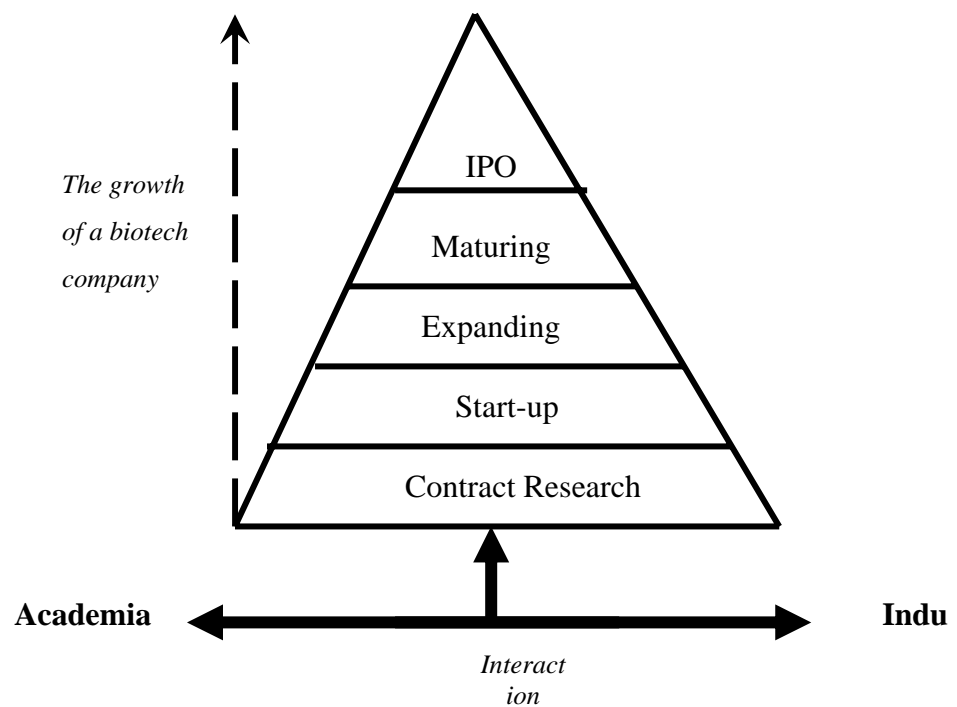 IPO
The growth
of a biotech
company
Maturing
Expanding
Start-up
Contract Research
Academia
Indu
Interact
ion